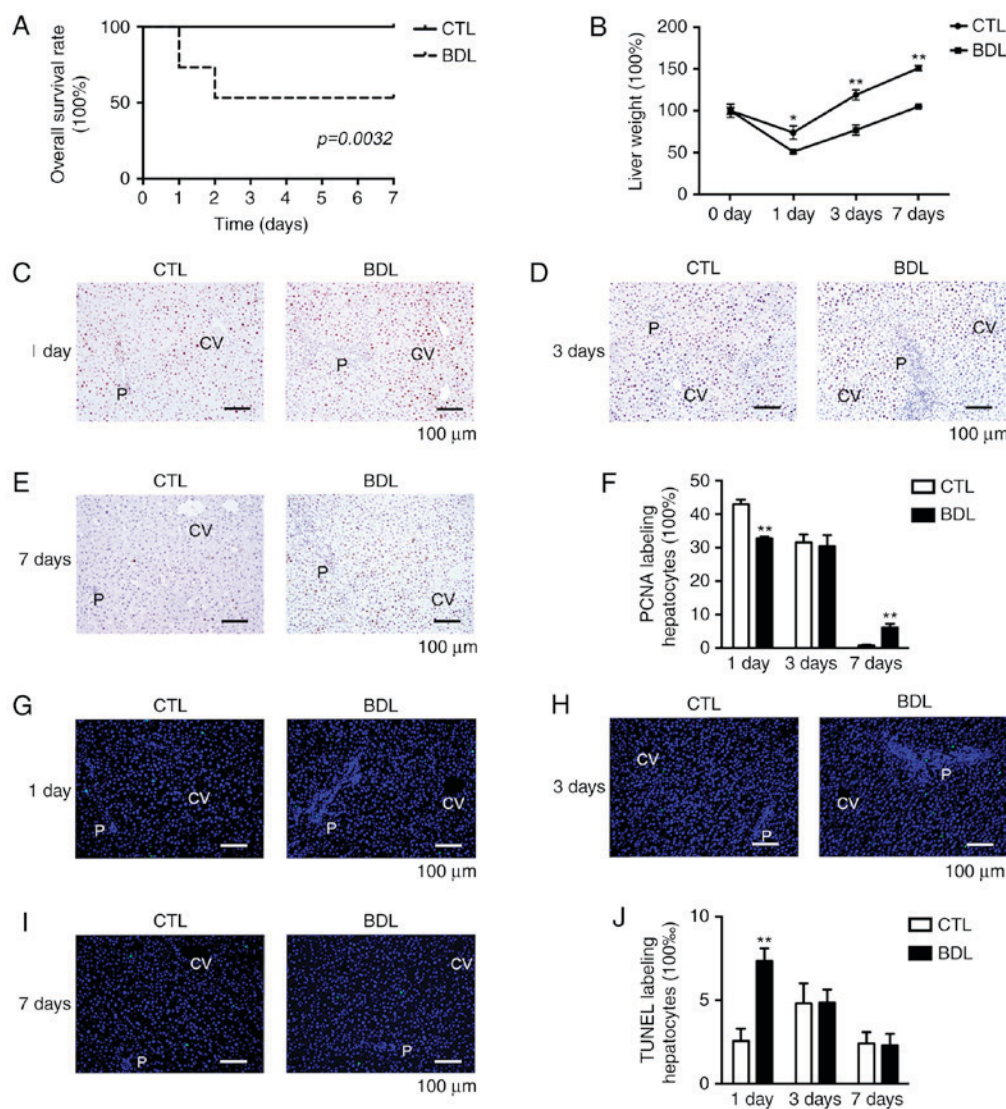 A
Overall survival rate
(100%)
100
50
0
0 1 2 3 4 5 6 7
Time (days)
p=0.0032
CTL
BDL
B
Liver weight (100%)
200
150
100
50
0
0 day 1 day 3 days 7 days
* ** **
CTL
BDL
C
CTL BDL
1 day
P CV P CV
100 µm
D
CTL BDL
3 days
P CV P CV CV
100 µm
E
CTL BDL
7 days
CV P P CV
100 µm
F
PCNA labeling
hepatocytes (100%)
50
40
30
20
10
0
1 day 3 days 7 days
** **
CTL
BDL
G
CTL BDL
1 day
CV P P CV
100 µm
H
CTL BDL
3 days
CV P P CV
100 µm
I
CTL BDL
7 days
CV P CV P
100 µm
J
TUNEL labeling
hepatocytes (100‰)
10
5
0
1 day 3 days 7 days
**
CTL
BDL